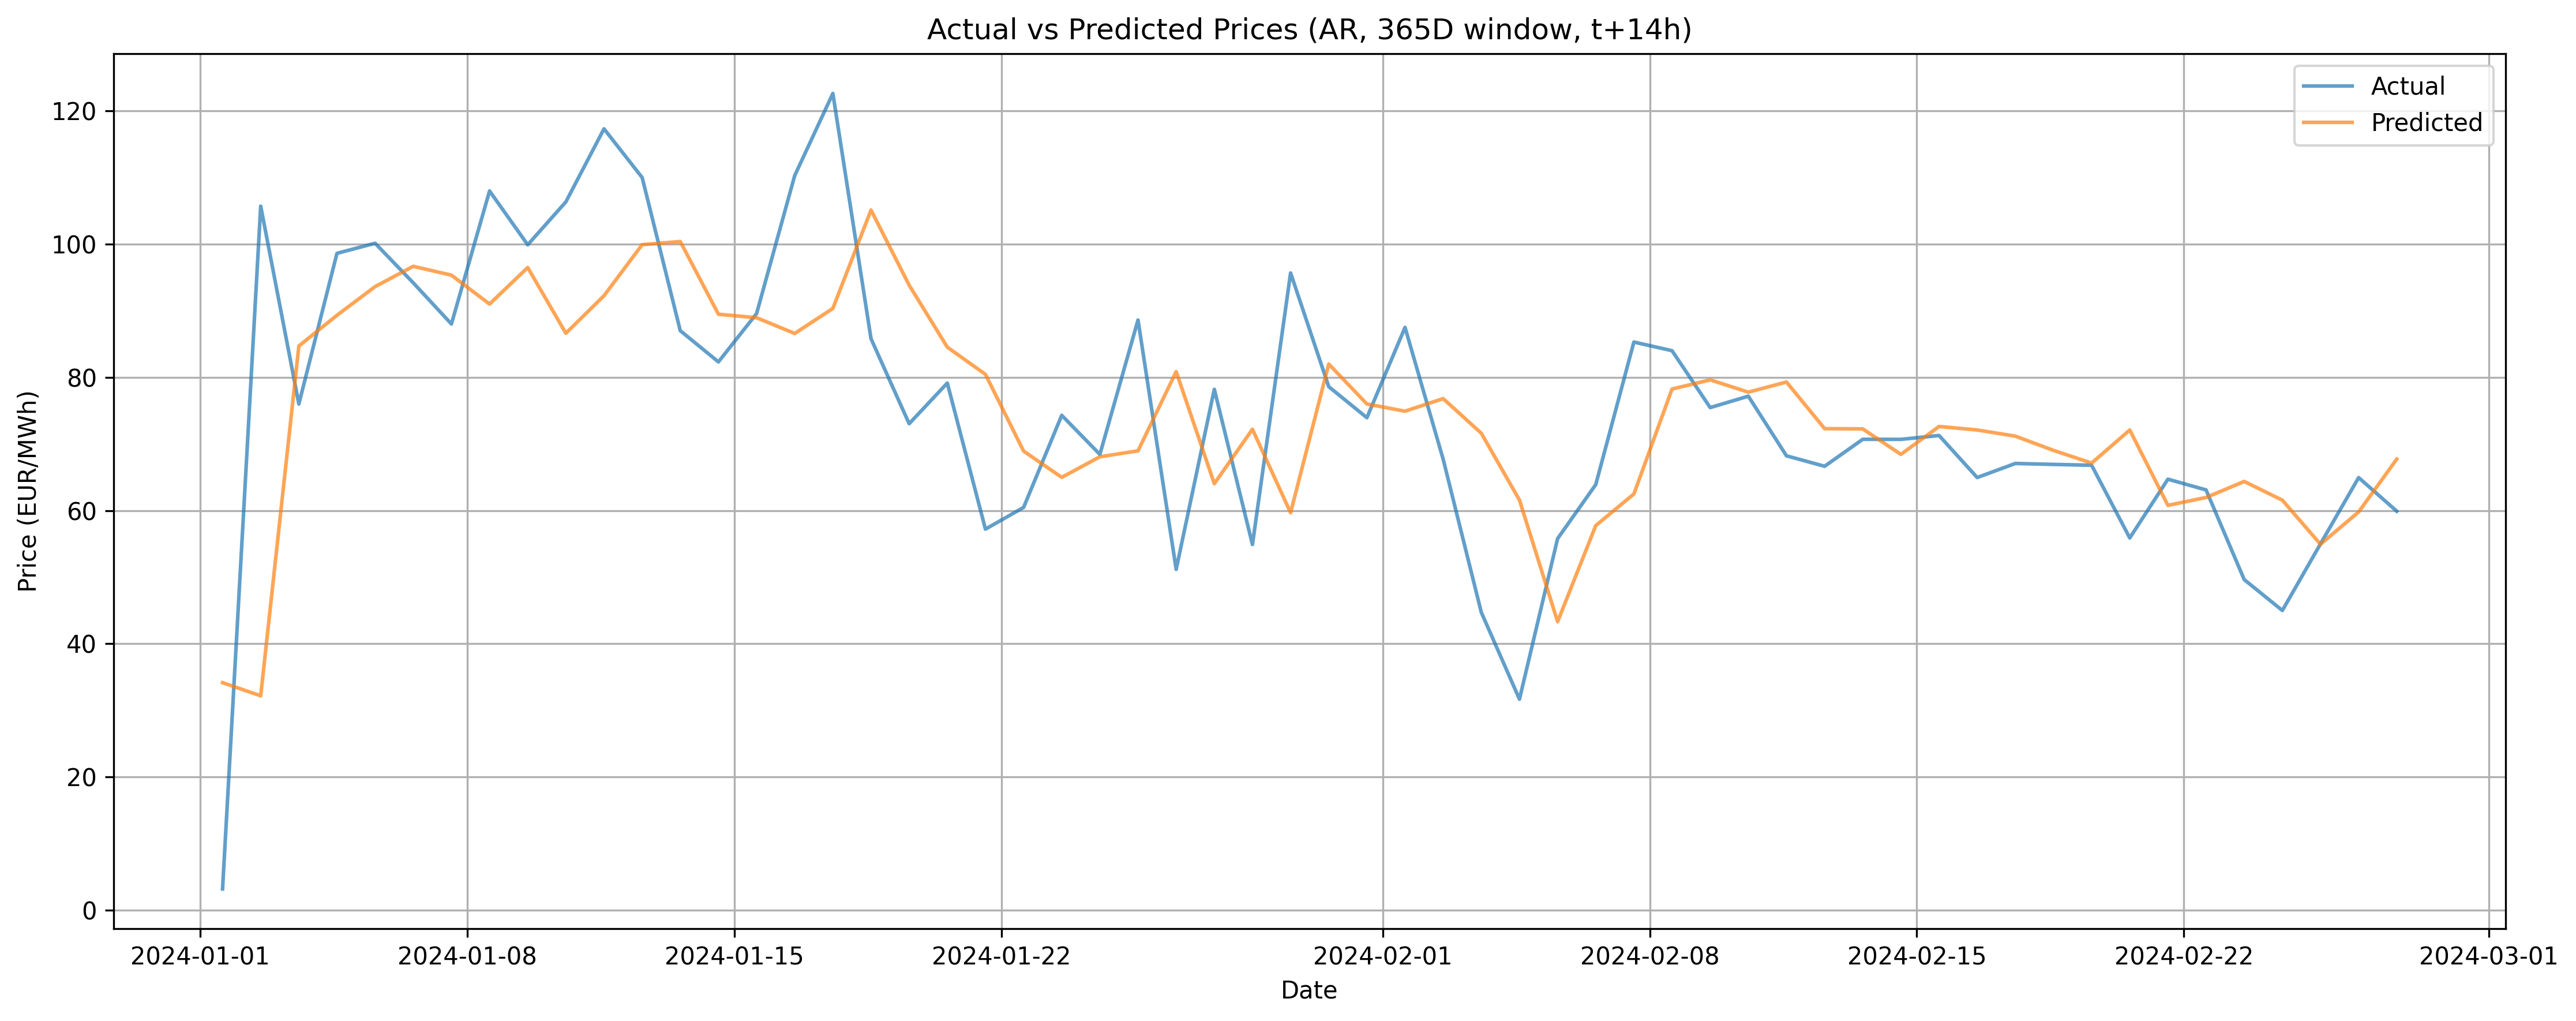 Actual vs Predicted Prices (AR, 365D window, t+14h)
Actual
Predicted
Price (EUR/MWh)
120
100
80
60
40
20
0
2024-01-01 2024-01-08 2024-01-15 2024-01-22 2024-02-01 2024-02-08 2024-02-15 2024-02-22 2024-03-01
Date